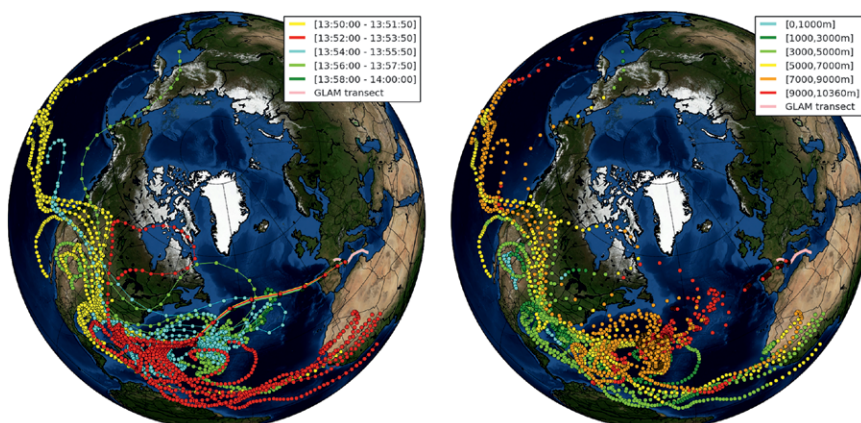 [13:50:00 - 13:51:50]
[13:52:00 - 13:53:50]
[13:54:00 - 13:55:50]
[13:56:00 - 13:57:50]
[13:58:00 - 14:00:00]
GLAM transect
[0,1000m]
[1000,3000m]
[3000,5000m]
[5000,7000m]
[7000,9000m]
[9000,10360m]
GLAM transect